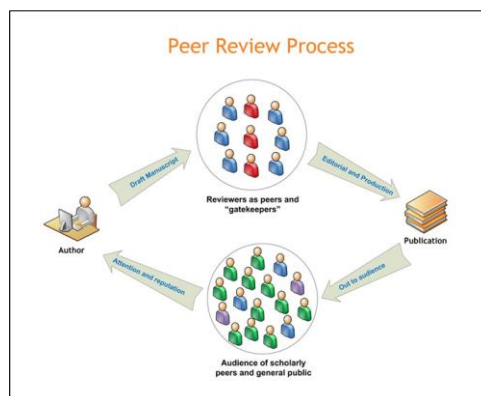 Peer Review Process
Draft Manuscript
Editorial and Production
Reviewers as peers and
"gatekeepers"
Author
Publication
Attention and reputation
Out to audience
Audience of scholarly
peers and general public